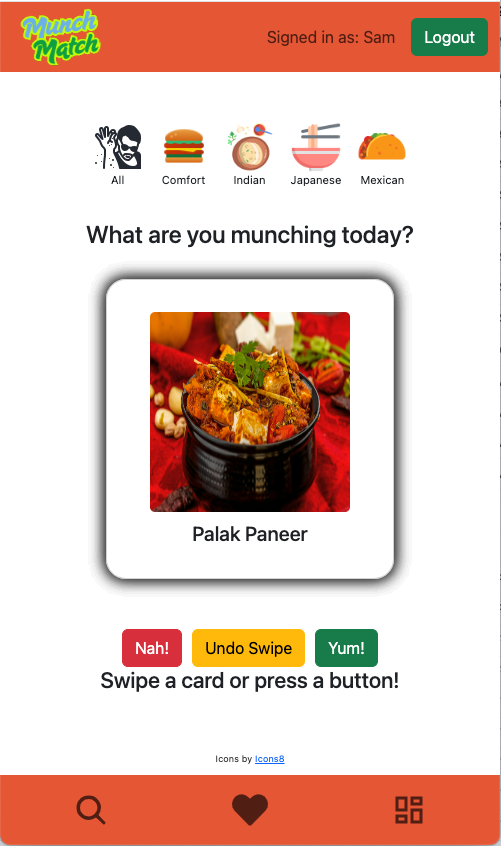 Munch
Match
Signed in as: Sam
Logout
All
Comfort
Indian
Japanese
Mexican
What are you munching today?
Palak Paneer
Nah!
Undo Swipe
Yum!
Swipe a card or press a button!
Icons by Icons8